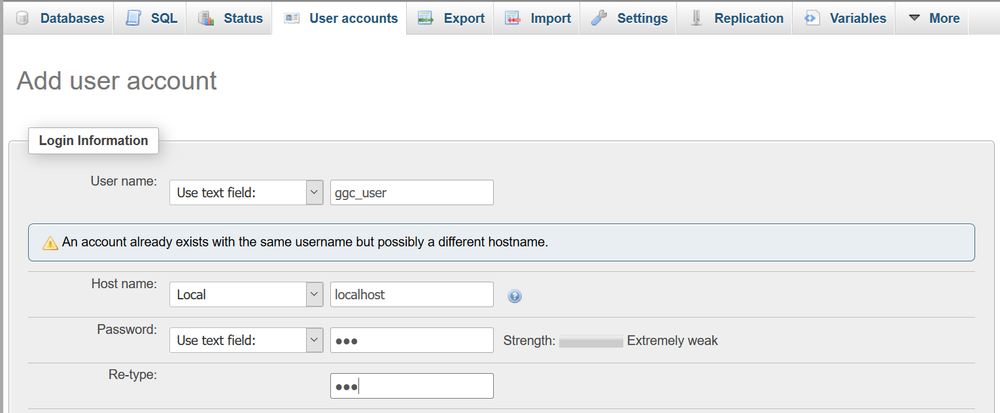 Databases SQL Status User accounts Export Import Settings Replication Variables More
Add user account
Login Information
User name: Use text field: ggc_user
An account already exists with the same username but possibly a different hostname.
Host name: Local localhost
Password: Use text field: ●●● Strength: Extremely weak
Re-type: ●●●